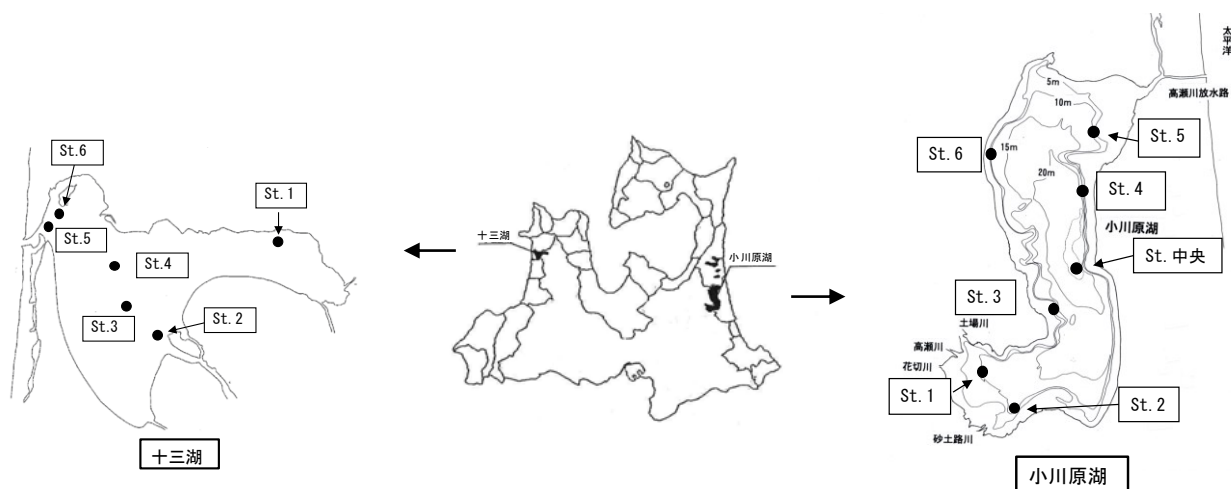 St.6
St.1
St.5
St.4
St.3
St.2
十三湖
十三湖
小川原湖
太平洋
5m
10m
高瀬川放水路
15m
20m
St.6
St.5
St.4
小川原湖
St.中央
St.3
土場川
高瀬川
花切川
St.1
St.2
砂土路川
小川原湖